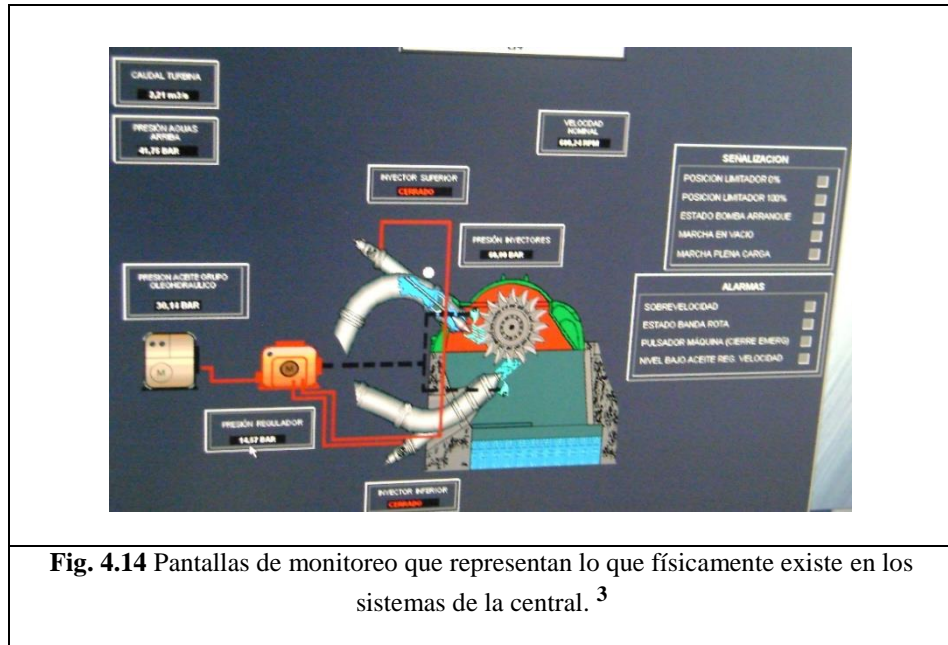 CAUDAL TURBINA
3,21 m3/s
PRESIÓN AGUAS
ARRIBA
41,75 BAR
VELOCIDAD
NOMINAL
INYECTOR SUPERIOR
CERRADO
PRESIÓN INYECTORES
SEÑALIZACION
POSICION LIMITADOR 0%
POSICION LIMITADOR 100%
ESTADO BOMBA ARRANQUE
MARCHA EN VACIO
MARCHA PLENA CARGA
PRESION ACEITE GRUPO
OLEOHIDRAULICO
30,14 BAR
M
M
ALARMAS
SOBREVELOCIDAD
ESTADO BANDA ROTA
PULSADOR MÁQUINA (CIERRE EMERG)
NIVEL BAJO ACEITE REG. VELOCIDAD
PRESIÓN REGULADOR
14,57 BAR
INYECTOR INFERIOR
CERRADO
Fig. 4.14 Pantallas de monitoreo que representan lo que físicamente existe en los
sistemas de la central. 3